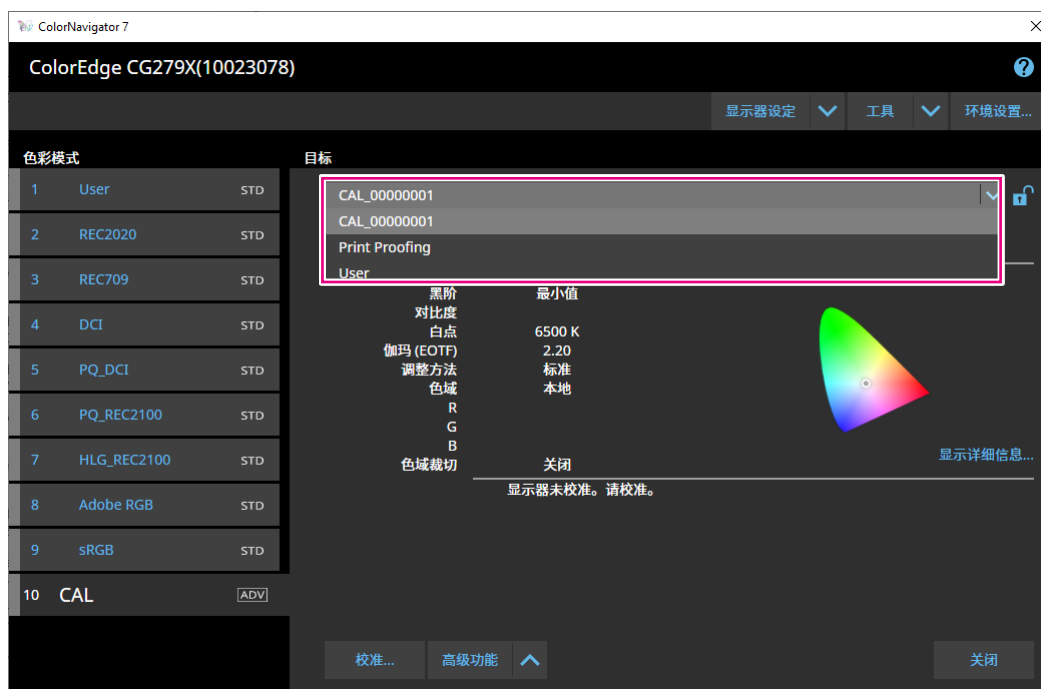 ColorNavigator 7
ColorEdge CG279X(10023078)
显示器设定
工具
环境设置...
色彩模式
目标
1 User STD
2 REC2020 STD
3 REC709 STD
4 DCI STD
5 PQ_DCI STD
6 PQ_REC2100 STD
7 HLG_REC2100 STD
8 Adobe RGB STD
9 sRGB STD
10 CAL ADV
CAL_00000001
CAL_00000001
Print Proofing
User
黑阶 最小值
对比度
白点 6500 K
伽玛 (EOTF) 2.20
调整方法 标准
色域 本地
R
G
B
色域裁切 关闭
显示详细信息...
显示器未校准。请校准。
校准...
高级功能
关闭